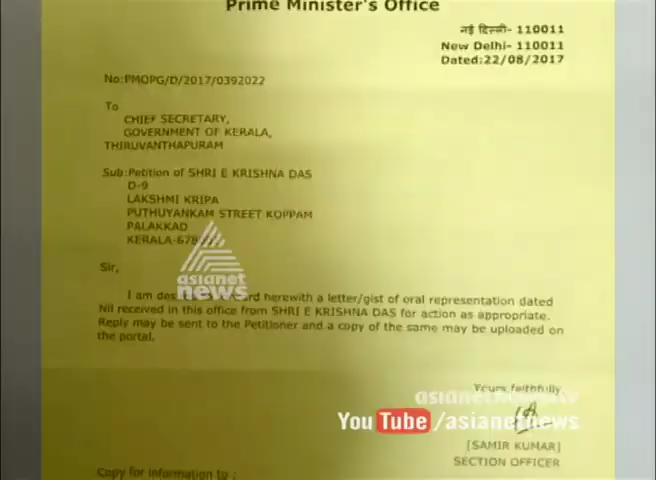 Prime Minister's Office
नई दिल्ली- 110011
New Delhi- 110011
Dated:22/08/2017
No:PMOPG/D/2017/0392022
To
CHIEF SECRETARY,
GOVERNMENT OF KERALA,
THIRUVANTHAPURAM
Sub:Petition of SHRI E KRISHNA DAS
D-9
LAKSHMI KRIPA
PUTHUYANKAM STREET KOPPAM
PALAKKAD
KERALA-678
Sir,
I am herewith a letter/gist of oral representation dated
Nil received in this office from SHRI E KRISHNA DAS for action as appropriate.
Reply may be sent to the Petitioner and a copy of the same may be uploaded on
the portal.
asianet
news
Yours faithfully
YouTube/asianetnews
[SAMIR KUMAR]
SECTION OFFICER
Copy for information to :